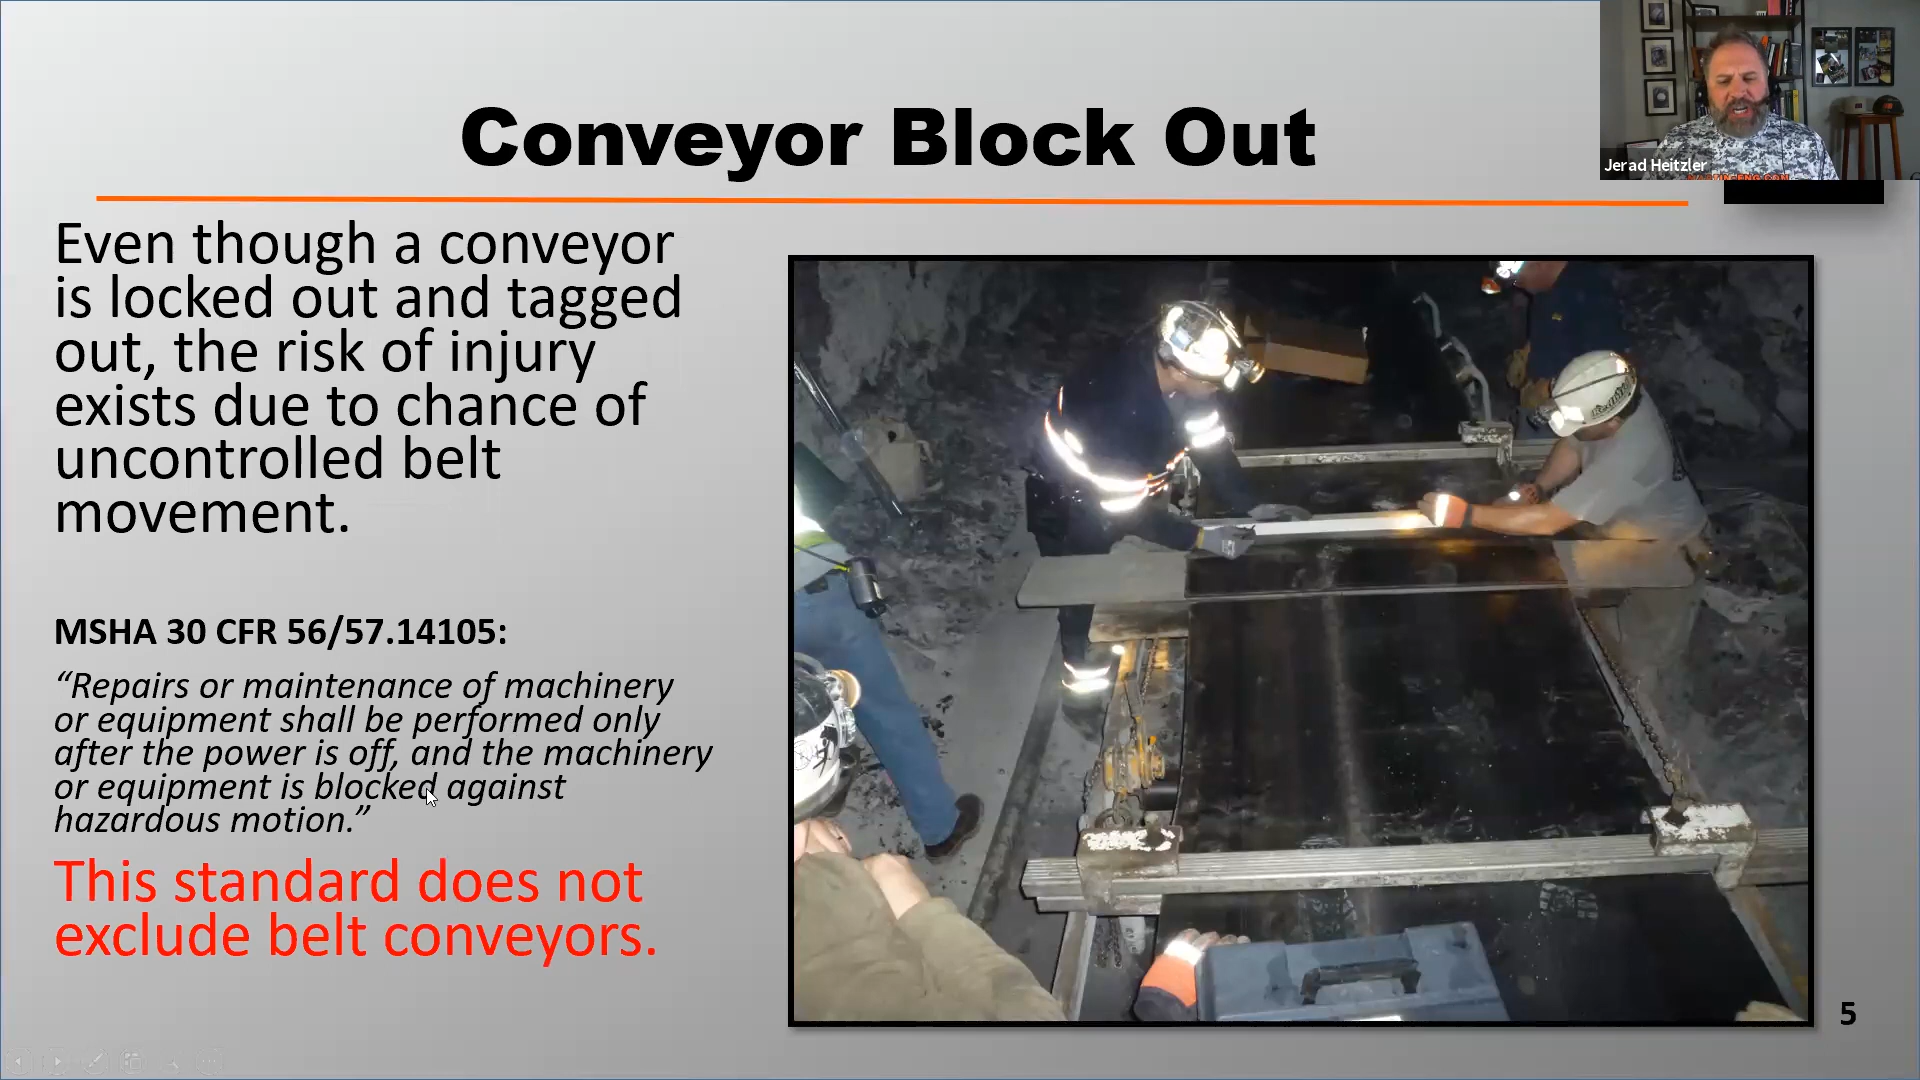 Conveyor Block Out
Jerad Heitzler
Even though a conveyor
is locked out and tagged
out, the risk of injury
exists due to chance of
uncontrolled belt
movement.
MSHA 30 CFR 56/57.14105:
“Repairs or maintenance of machinery
or equipment shall be performed only
after the power is off, and the machinery
or equipment is blocked against
hazardous motion.”
This standard does not
exclude belt conveyors.
5